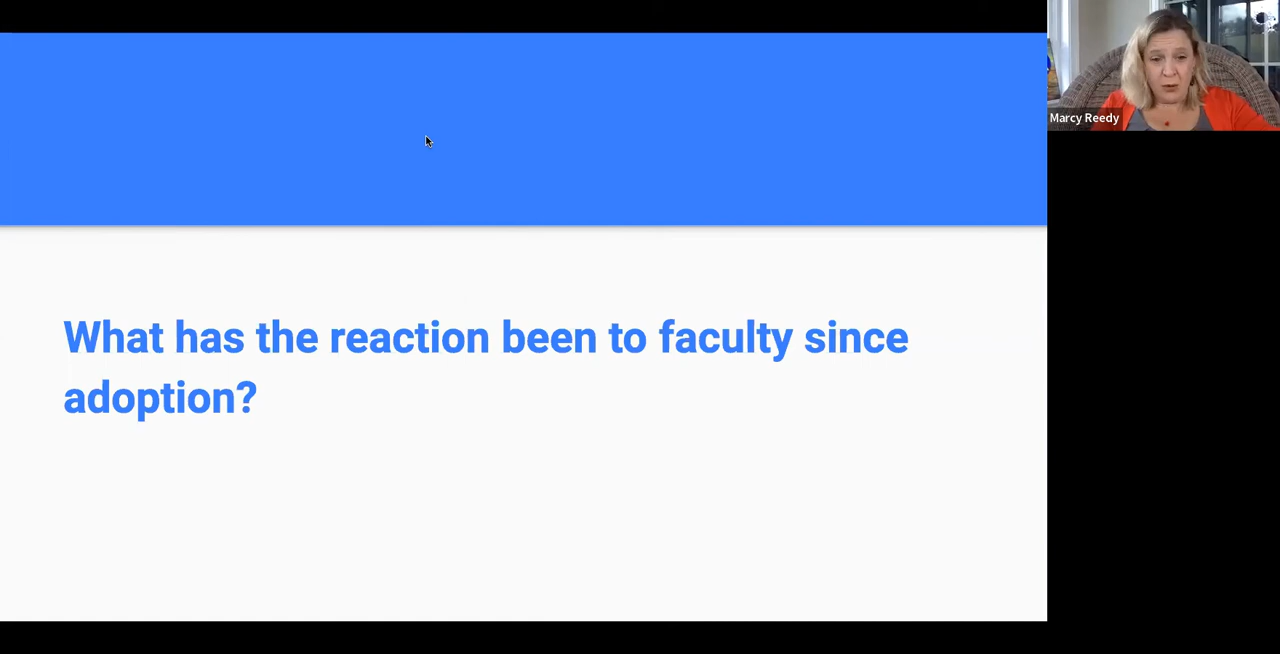 What has the reaction been to faculty since
adoption?
Marcy Reedy